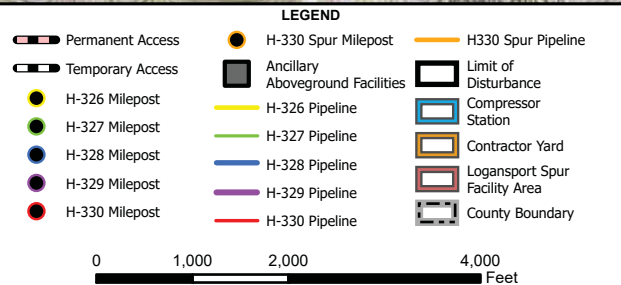 LEGEND
Permanent Access
Temporary Access
H-326 Milepost
H-327 Milepost
H-328 Milepost
H-329 Milepost
H-330 Milepost
H-330 Spur Milepost
Ancillary
Aboveground Facilities
H-326 Pipeline
H-327 Pipeline
H-328 Pipeline
H-329 Pipeline
H-330 Pipeline
H330 Spur Pipeline
Limit of
Disturbance
Compressor
Station
Contractor Yard
Logansport Spur
Facility Area
County Boundary
0 1,000 2,000 4,000
Feet